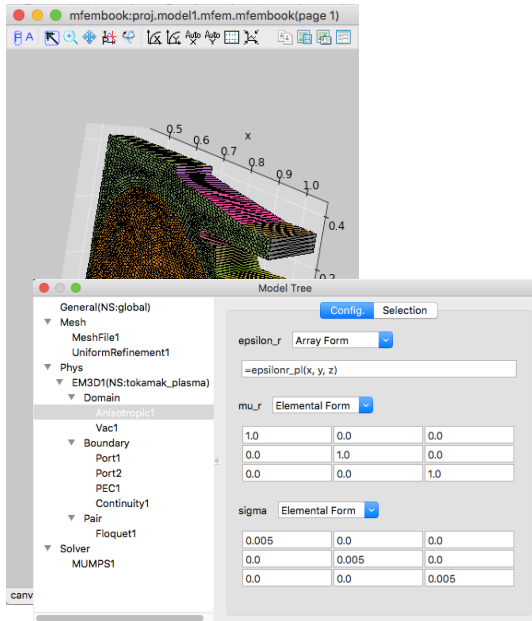 mfembook:proj.model1.mfem.mfembook(page 1)
A
Auto Auto
0.5
0.6
0.7
x
0.8
0.9
1.0
0.4
0.2
Model Tree
General(NS:global)
Mesh
MeshFile1
UniformRefinement1
Phys
EM3D1(NS:tokamak_plasma)
Domain
Anisotropic1
Vac1
Boundary
Port1
Port2
PEC1
Continuity1
Pair
Floquet1
Solver
MUMPS1
Config. Selection
epsilon_r Array Form
=epsilonr_pl(x, y, z)
mu_r Elemental Form
1.0 0.0 0.0
0.0 1.0 0.0
0.0 0.0 1.0
sigma Elemental Form
0.005 0.0 0.0
0.0 0.005 0.0
0.0 0.0 0.005
canv